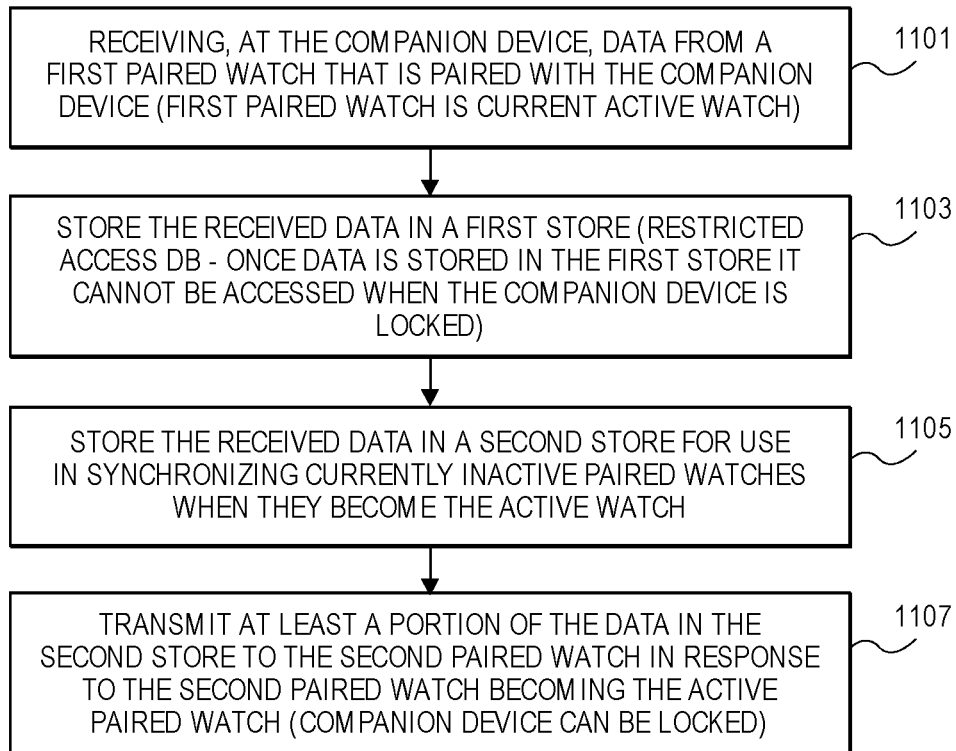 RECEIVING, AT THE COMPANION DEVICE, DATA FROM A
FIRST PAIRED WATCH THAT IS PAIRED WITH THE COMPANION
DEVICE (FIRST PAIRED WATCH IS CURRENT ACTIVE WATCH)
1101
STORE THE RECEIVED DATA IN A FIRST STORE (RESTRICTED
ACCESS DB - ONCE DATA IS STORED IN THE FIRST STORE IT
CANNOT BE ACCESSED WHEN THE COMPANION DEVICE IS
LOCKED)
1103
STORE THE RECEIVED DATA IN A SECOND STORE FOR USE
IN SYNCHRONIZING CURRENTLY INACTIVE PAIRED WATCHES
WHEN THEY BECOME THE ACTIVE WATCH
1105
TRANSMIT AT LEAST A PORTION OF THE DATA IN THE
SECOND STORE TO THE SECOND PAIRED WATCH IN RESPONSE
TO THE SECOND PAIRED WATCH BECOMING THE ACTIVE
PAIRED WATCH (COMPANION DEVICE CAN BE LOCKED)
1107